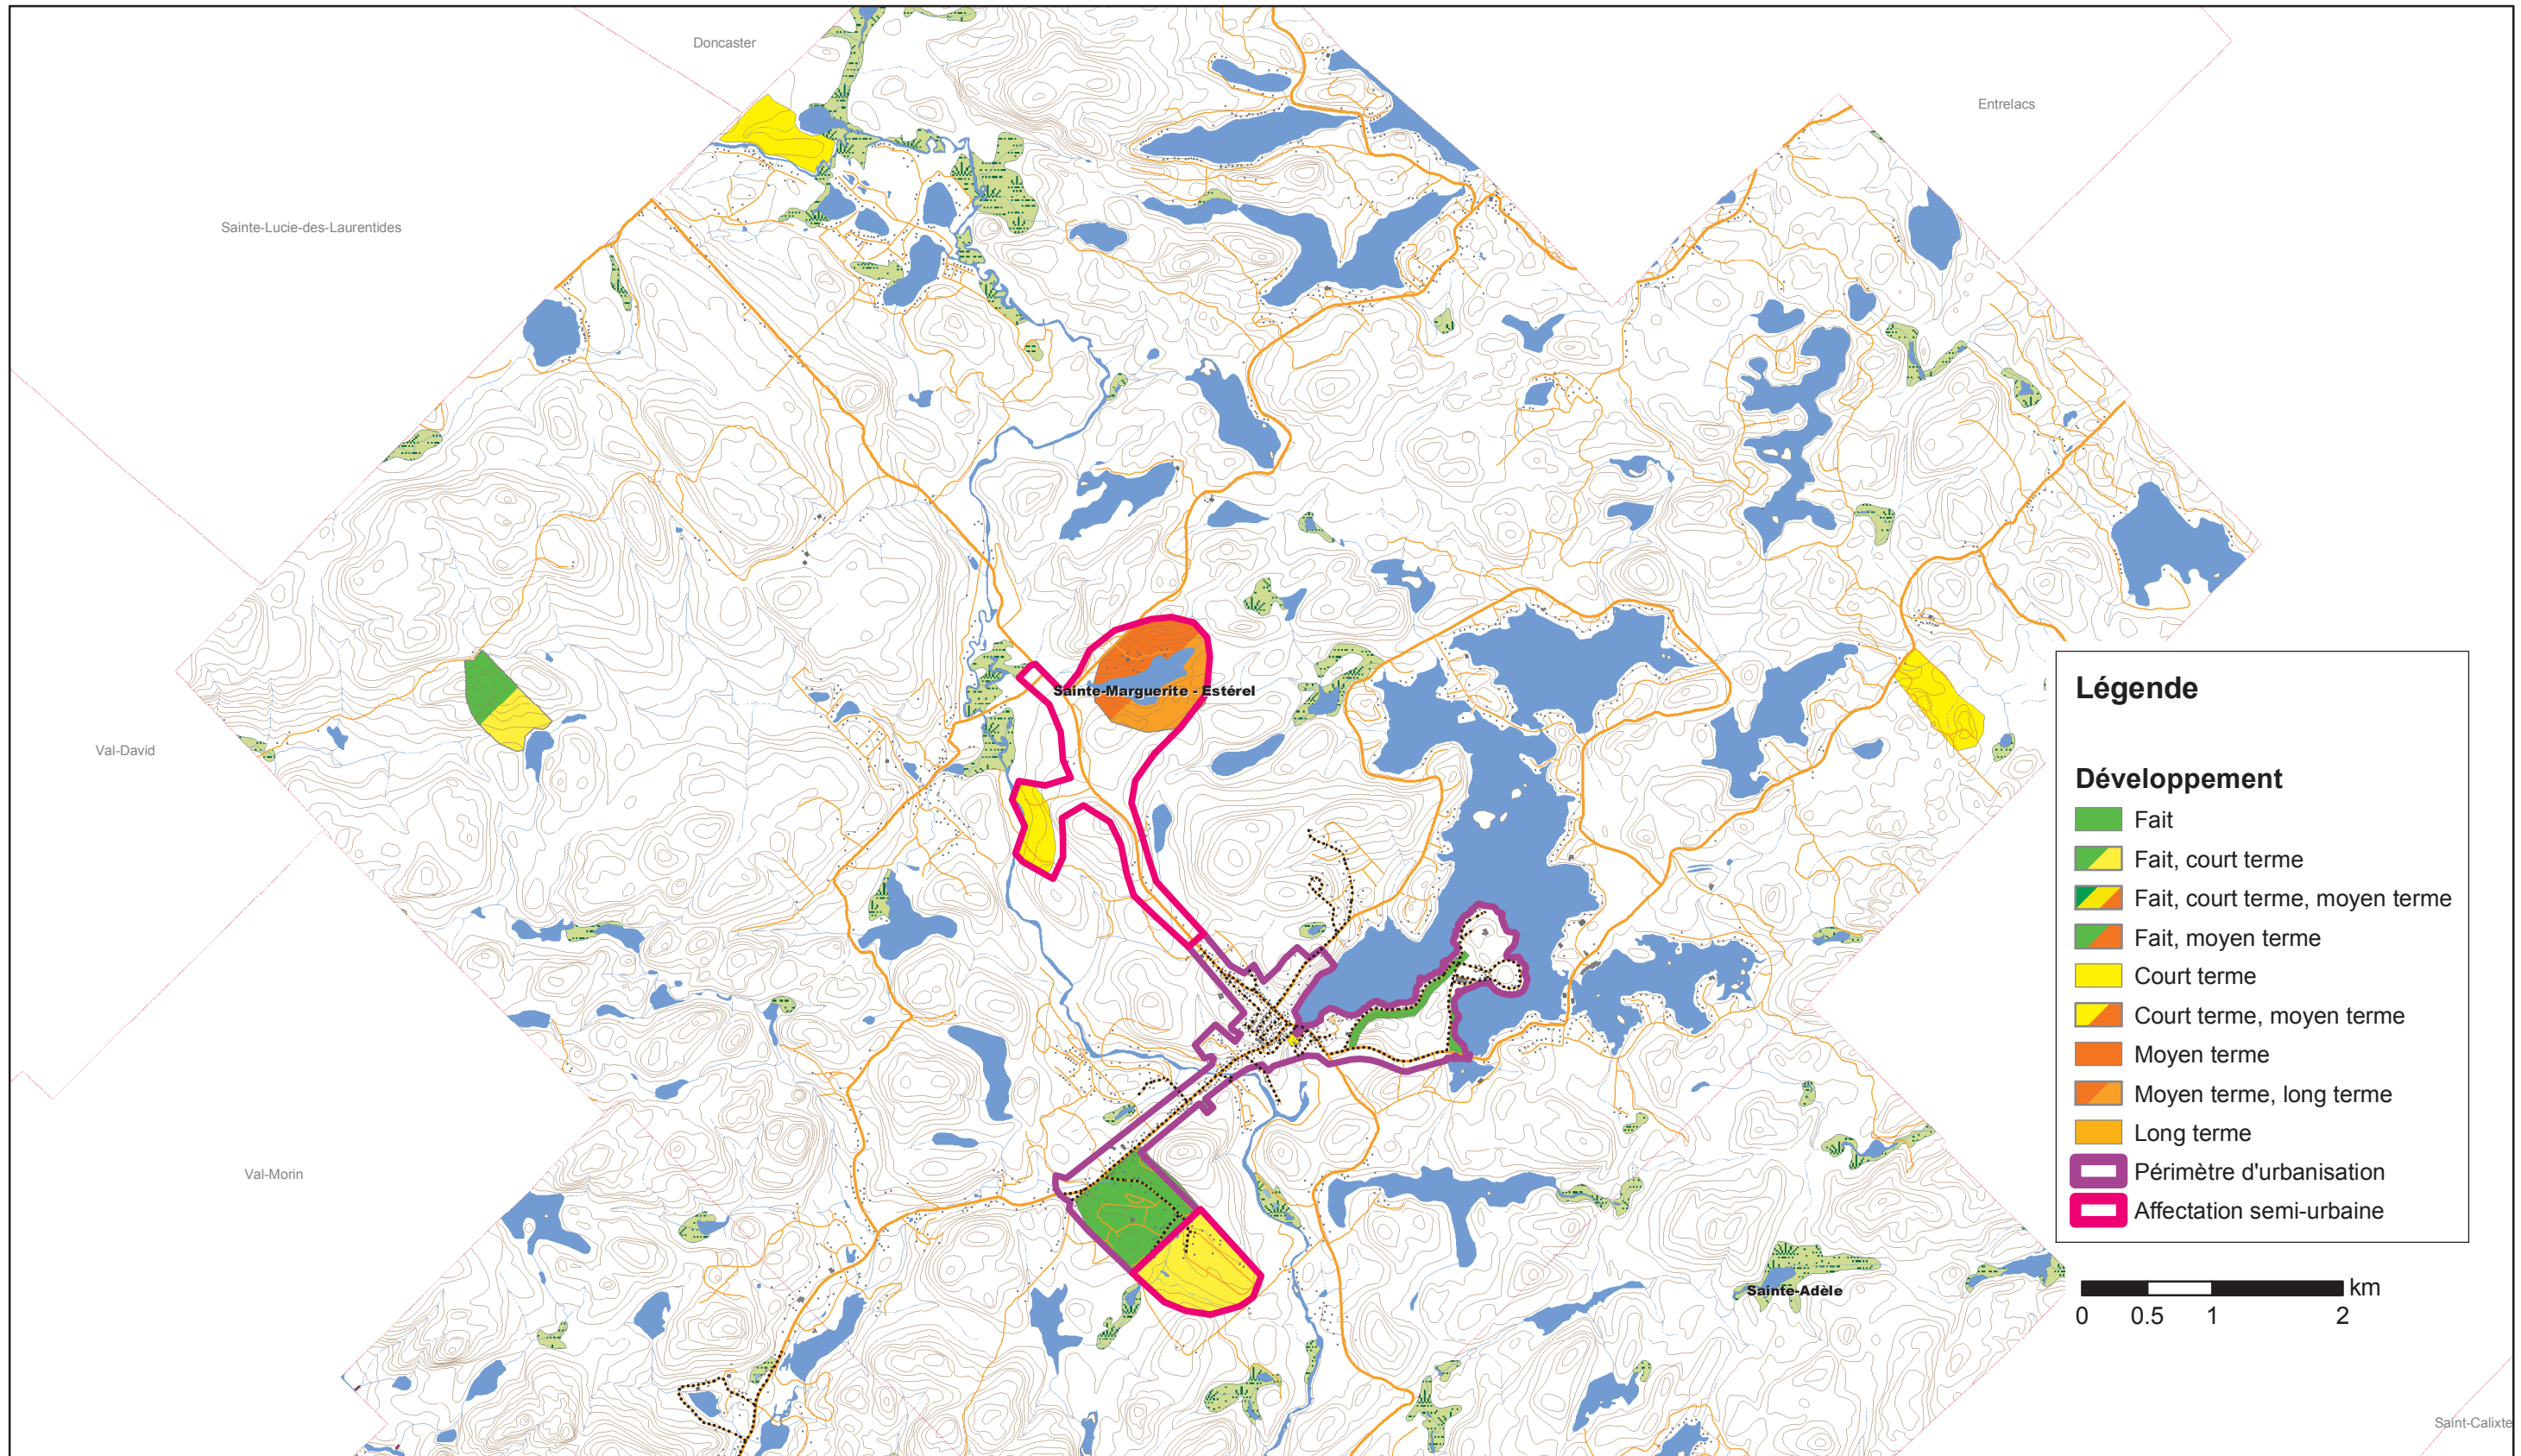 Doncaster
Entrelacs
Sainte-Lucie-des-Laurentides
Sainte-Marguerite - Estérel
Val-David
Val-Morin
Sainte-Adèle
Saint-Calixte
Légende
Développement
Fait
Fait, court terme
Fait, court terme, moyen terme
Fait, moyen terme
Court terme
Court terme, moyen terme
Moyen terme
Moyen terme, long terme
Long terme
Périmètre d'urbanisation
Affectation semi-urbaine
km
0 0.5 1 2